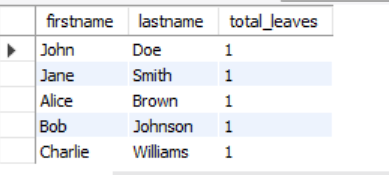 firstname lastname total_leaves
John Doe 1
Jane Smith 1
Alice Brown 1
Bob Johnson 1
Charlie Williams 1